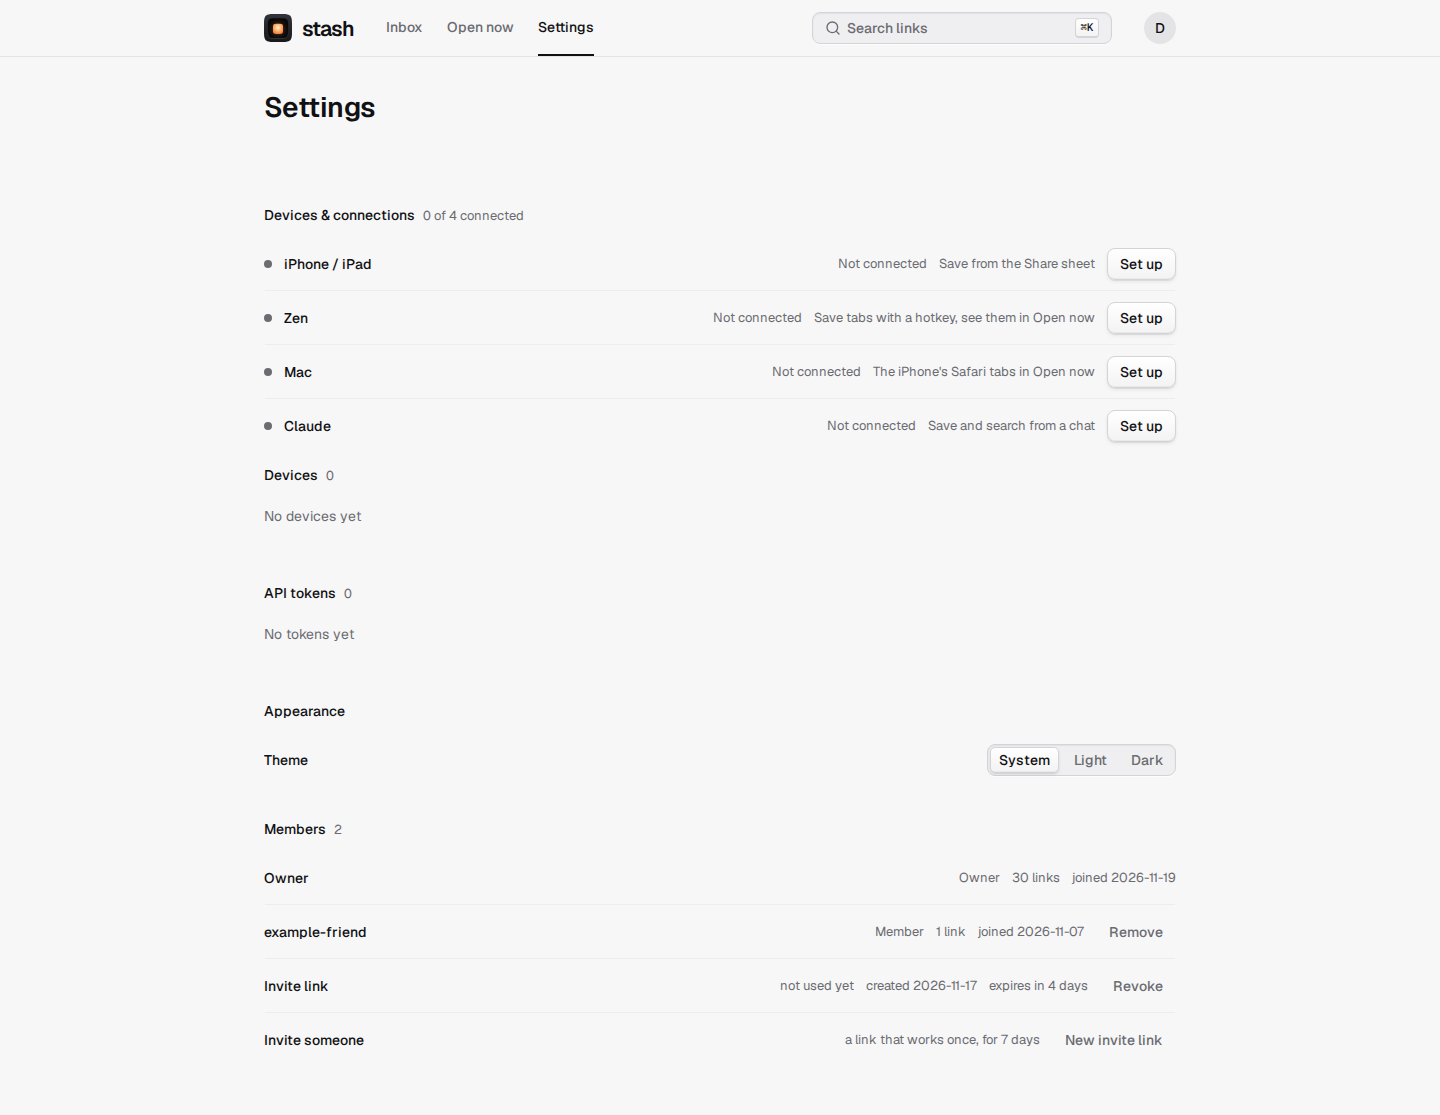 stash Inbox Open now Settings Search links ⌘K D
Settings
Devices & connections 0 of 4 connected
iPhone / iPad Not connected Save from the Share sheet Set up
Zen Not connected Save tabs with a hotkey, see them in Open now Set up
Mac Not connected The iPhone's Safari tabs in Open now Set up
Claude Not connected Save and search from a chat Set up
Devices 0
No devices yet
API tokens 0
No tokens yet
Appearance
Theme System Light Dark
Members 2
Owner Owner 30 links joined 2026-11-19
example-friend Member 1 link joined 2026-11-07 Remove
Invite link not used yet created 2026-11-17 expires in 4 days Revoke
Invite someone a link that works once, for 7 days New invite link